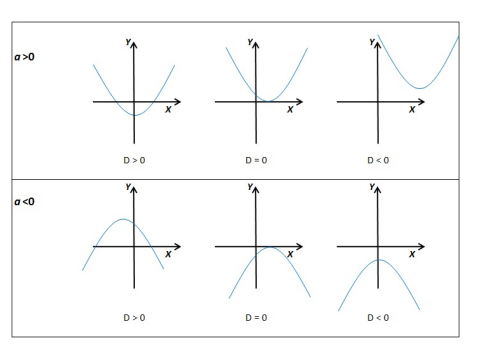 a >0
Y Y Y
X X X
D > 0 D = 0 D < 0
a <0
Y Y Y
X X X
D > 0 D = 0 D < 0